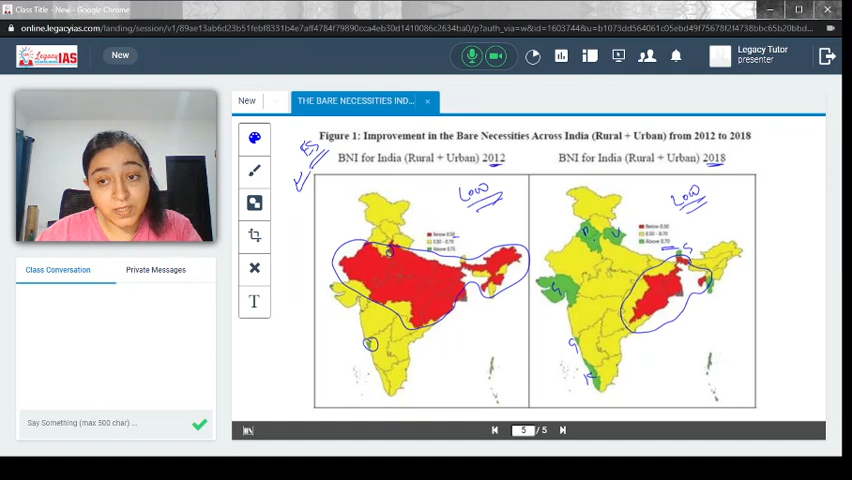 Class Title - New - Google Chrome
online.legacyias.com/landing/session/v1/89ae13ab6d23b51febf8331b4e7aff4784f79890cca4eb30d1410086c2634ba0/p?auth_via=w&id=1603744&u=b1073dd564061c05ebd49f75678f2f4738bbc65b20bbd...
Legacy IAS
New
Legacy Tutor
presenter
New
THE BARE NECESSITIES IND...
Figure 1: Improvement in the Bare Necessities Across India (Rural + Urban) from 2012 to 2018
BNI for India (Rural + Urban) 2012
BNI for India (Rural + Urban) 2018
Low
Low
Below 0.50
0.50 - 0.70
Above 0.70
Below 0.50
0.50 - 0.70
Above 0.70
P
U
S
G
G
K
T
Class Conversation
Private Messages
Say Something (max 500 char) ...
5 / 5